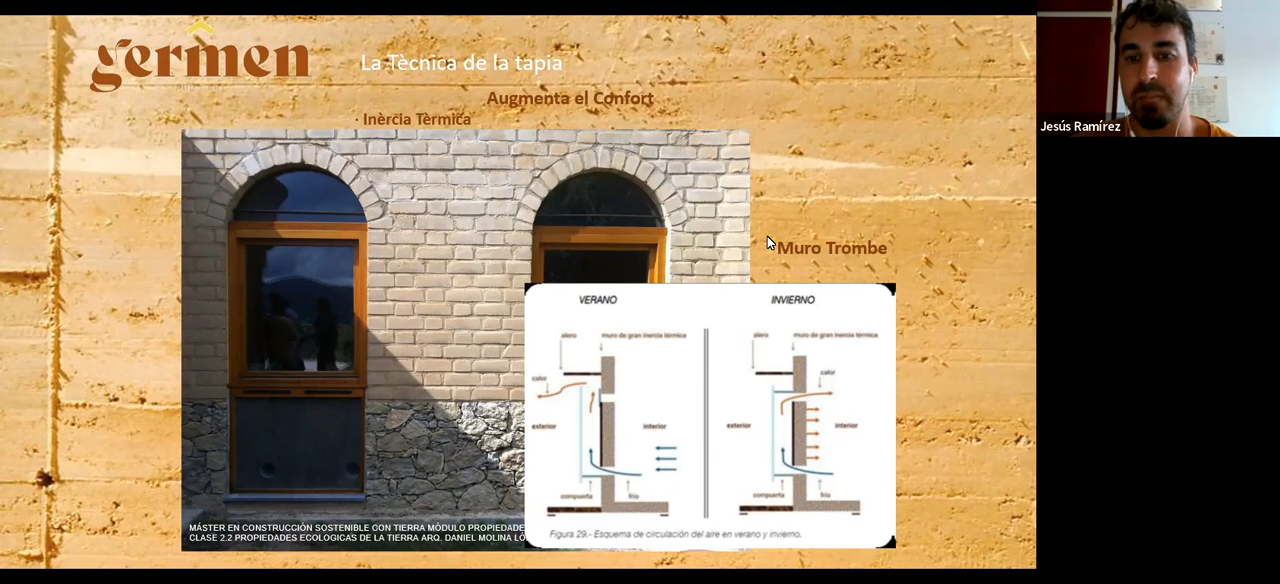 germen
La Tècnica de la tapia
Augmenta el Confort
· Inèrcia Tèrmica
Muro Trombe
Jesús Ramírez
VERANO
INVIERNO
alero
muro de gran inercia térmica
alero
muro de gran inercia térmica
calor
calor
exterior
interior
exterior
interior
compuerta
frío
compuerta
frío
Figura 29.- Esquema de circulación del aire en verano y invierno.
MÁSTER EN CONSTRUCCIÓN SOSTENIBLE CON TIERRA MÒDULO PROPIEDADE
CLASE 2.2 PROPIEDADES ECOLOGICAS DE LA TIERRA ARQ. DANIEL MOLINA LÓ